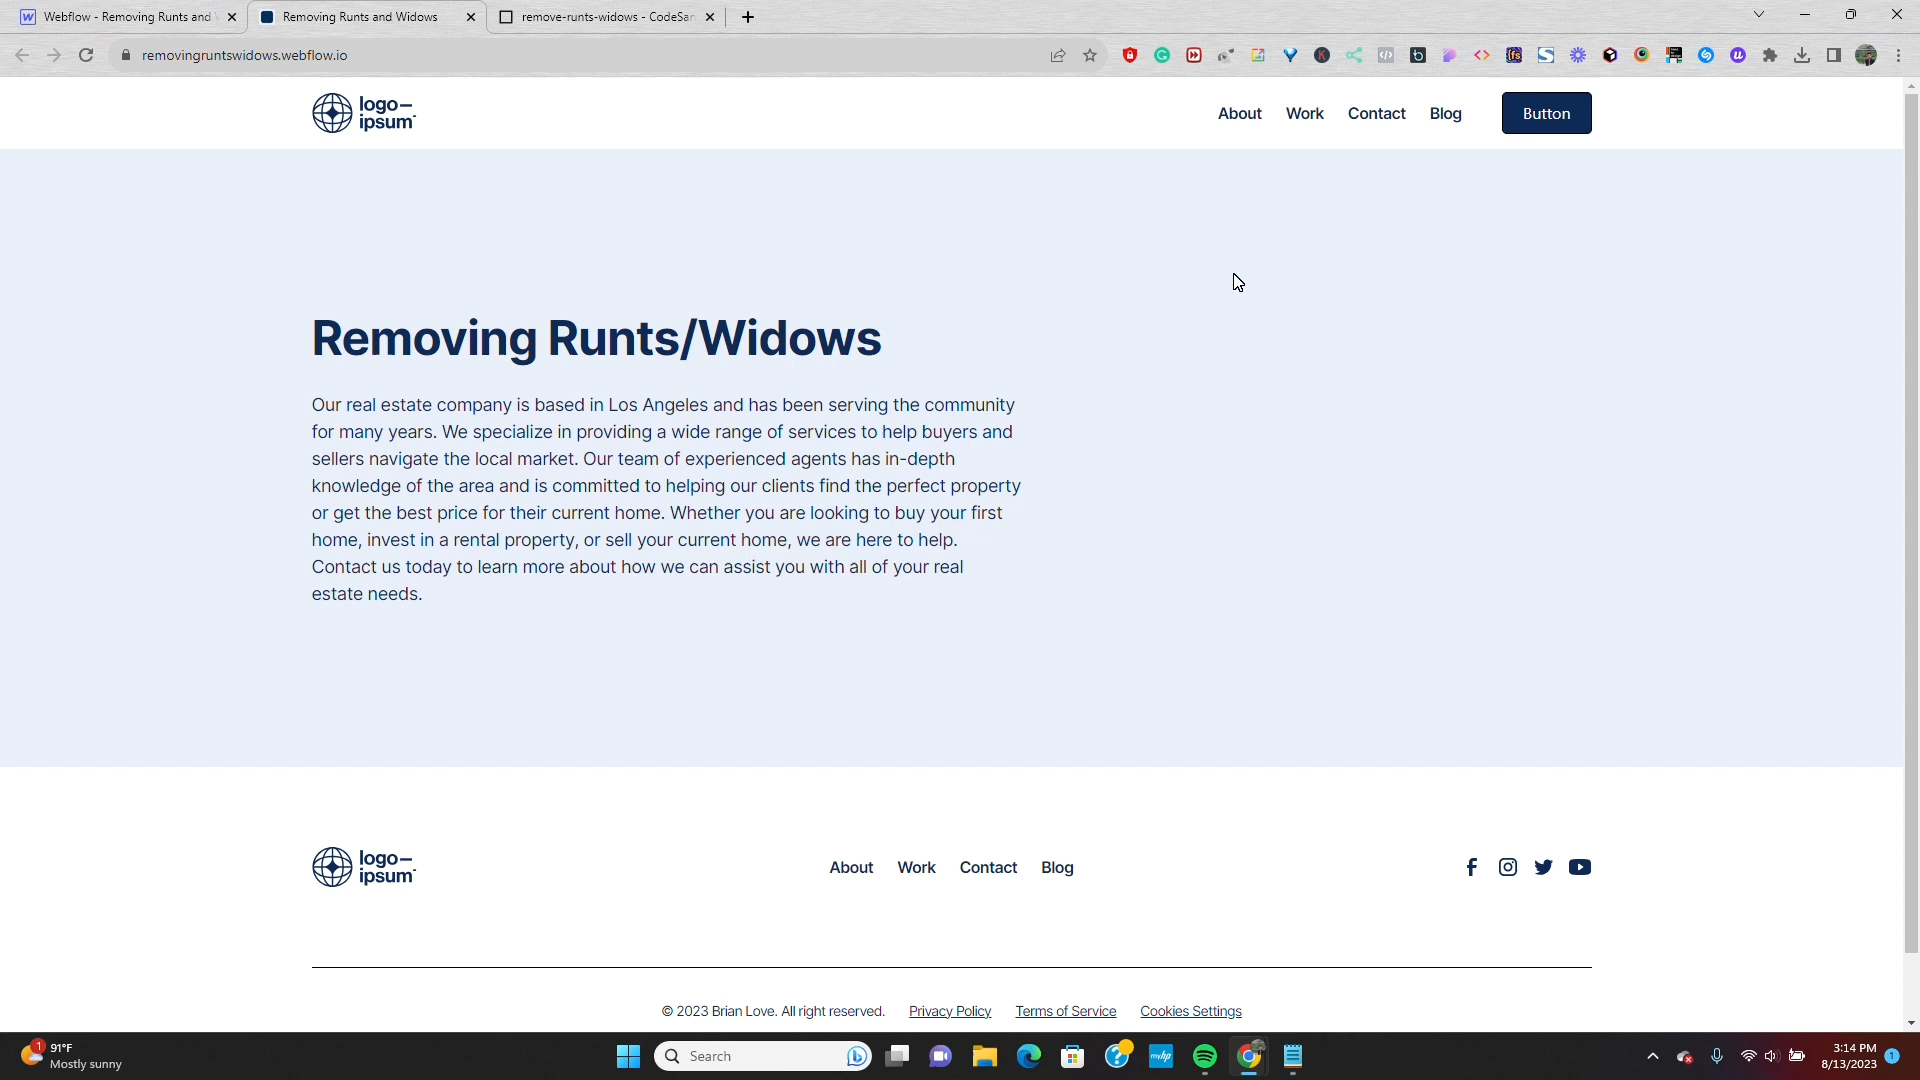 Webflow - Removing Runts and
Removing Runts and Widows
remove-runts-widows - CodeSan
removingruntswidows.webflow.io
logo—
ipsum
About Work Contact Blog Button
Removing Runts/Widows
Our real estate company is based in Los Angeles and has been serving the community
for many years. We specialize in providing a wide range of services to help buyers and
sellers navigate the local market. Our team of experienced agents has in-depth
knowledge of the area and is committed to helping our clients find the perfect property
or get the best price for their current home. Whether you are looking to buy your first
home, invest in a rental property, or sell your current home, we are here to help.
Contact us today to learn more about how we can assist you with all of your real
estate needs.
logo—
ipsum
About Work Contact Blog
© 2023 Brian Love. All right reserved. Privacy Policy Terms of Service Cookies Settings
1
91°F
Mostly sunny
Search
myhp
3:14 PM
8/13/2023
1